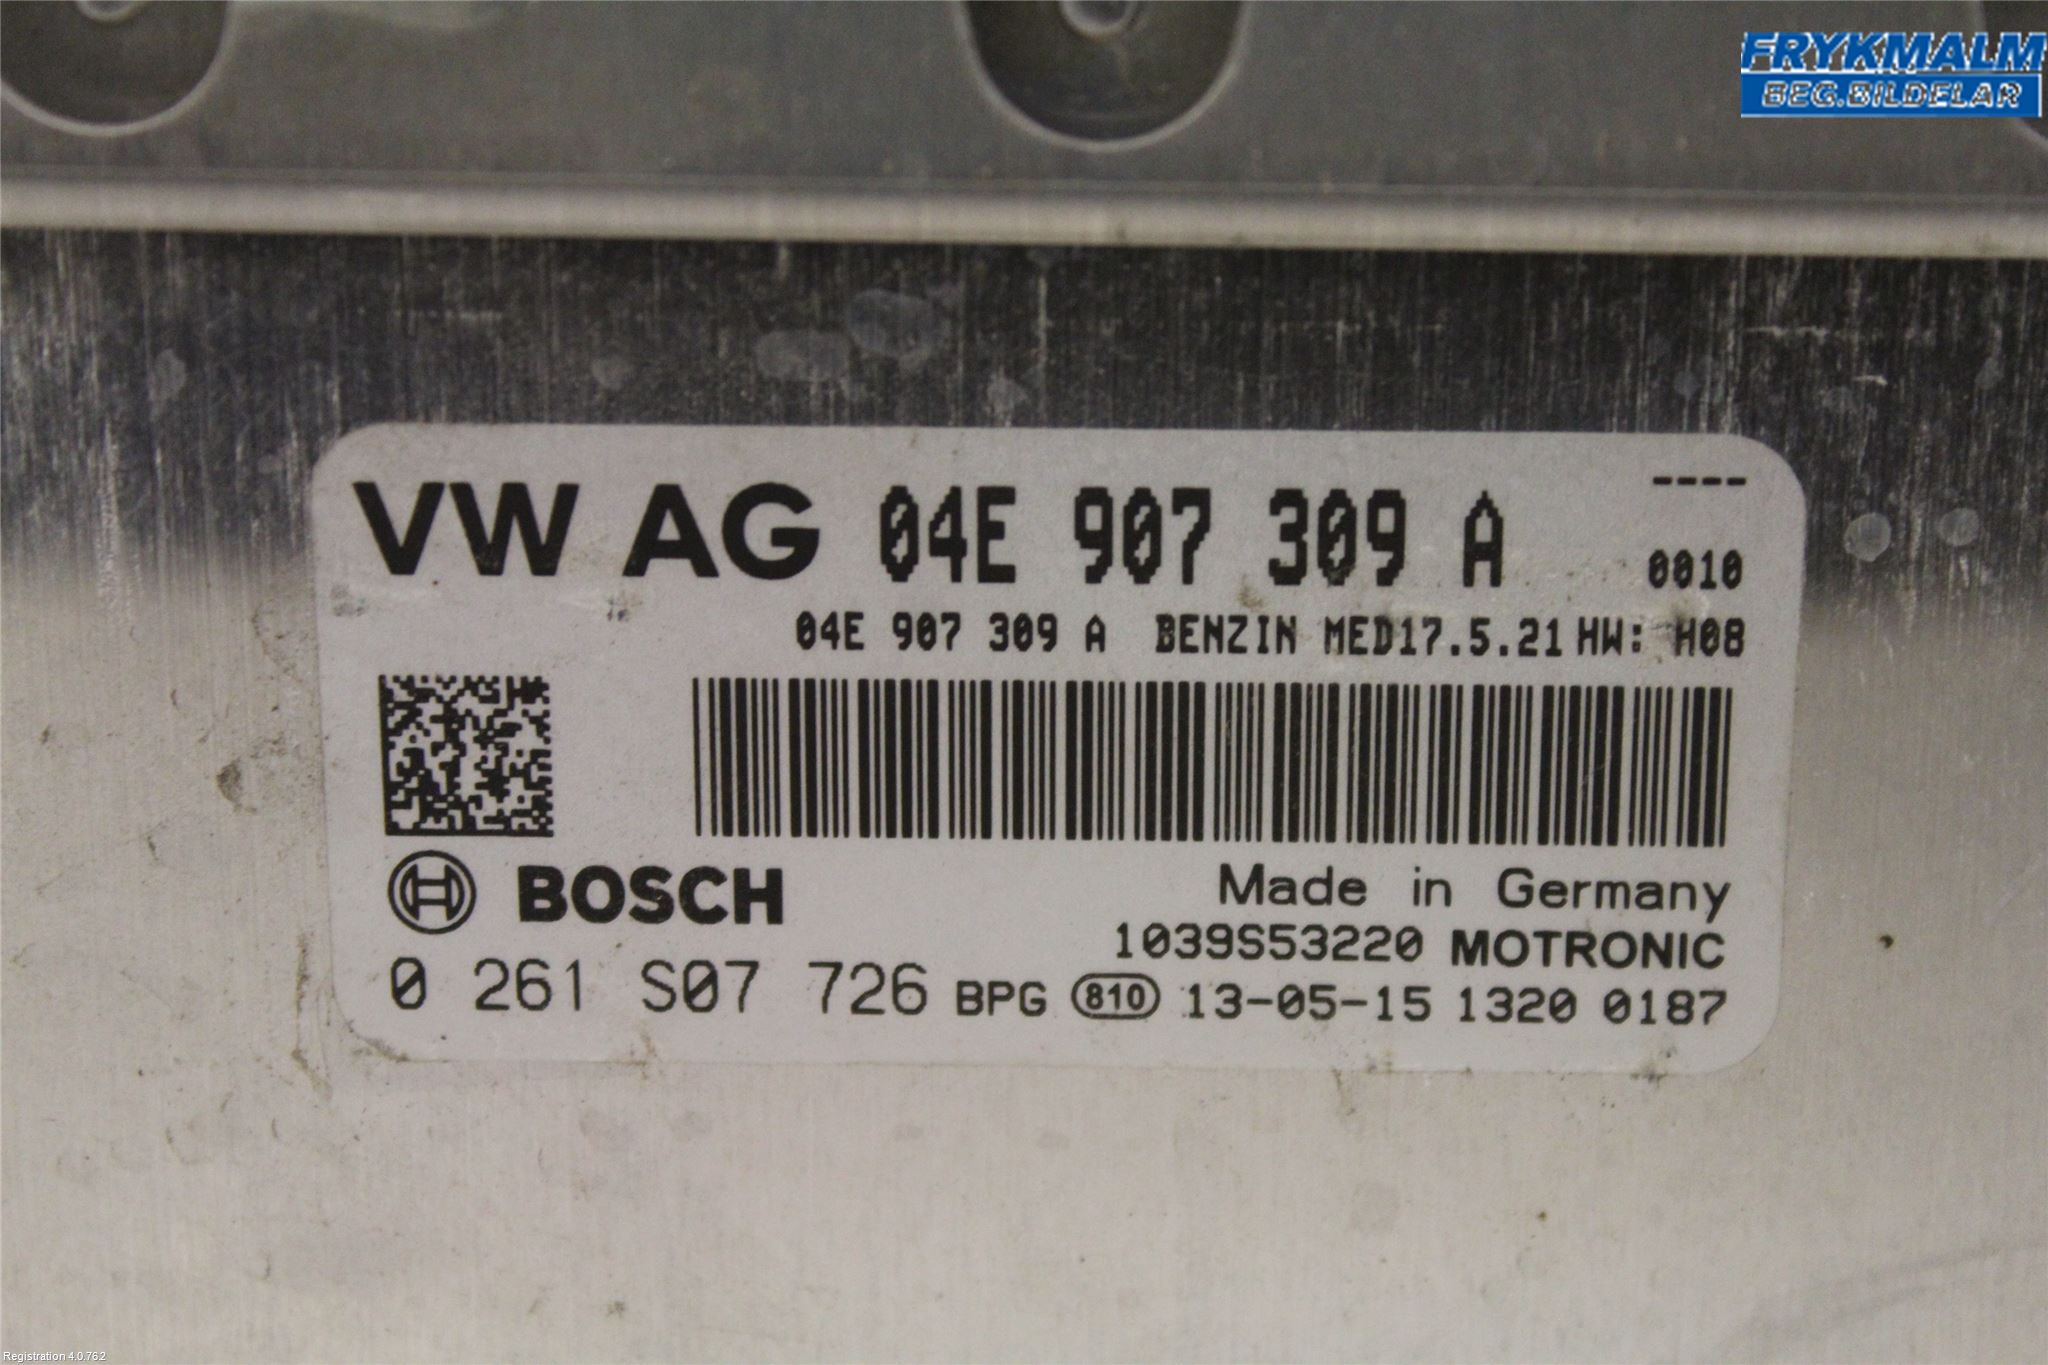 FRYKMALM
BEG.BILDELAR
VW AG 04E 907 309 A
----
0010
04E 907 309 A BENZIN MED17.5.21 HW: H08
BOSCH
Made in Germany
1039S53220 MOTRONIC
0 261 S07 726 BPG 810 13-05-15 1320 0187
Registration 4.0.762